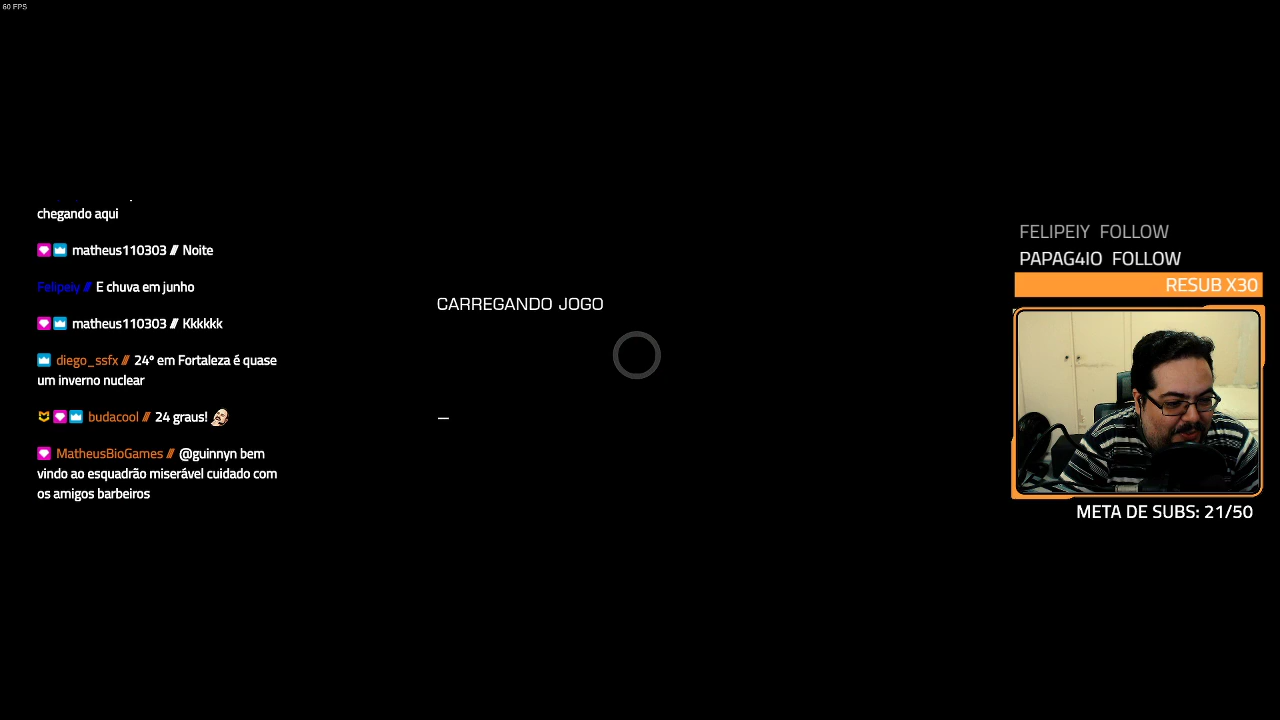 60 FPS
chegando aqui
matheus110303 // Noite
Felipeiy // E chuva em junho
matheus110303 // Kkkkkk
diego_ssfx // 24º em Fortaleza é quase
um inverno nuclear
budacool // 24 graus!
MatheusBioGames // @guinnyn bem
vindo ao esquadrão miserável cuidado com
os amigos barbeiros
CARREGANDO JOGO
FELIPEIY FOLLOW
PAPAG4IO FOLLOW
RESUB X30
META DE SUBS: 21/50